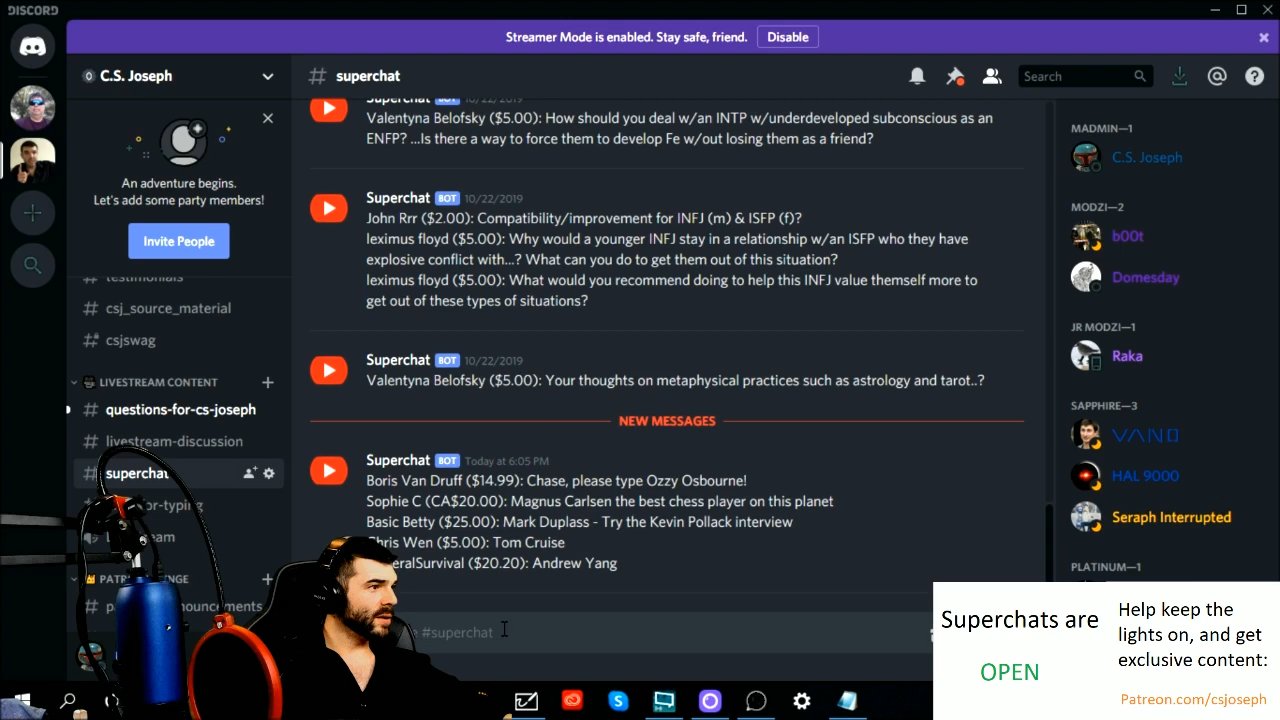 DISCORD
Streamer Mode is enabled. Stay safe, friend. Disable
C.S. Joseph
An adventure begins.
Let's add some party members!
Invite People
testimonials
# csj_source_material
# csjswag
LIVESTREAM CONTENT
# questions-for-cs-joseph
# livestream-discussion
# superchat
or-typing
announcements
# superchat
Search
Superchat BOT 10/22/2019
Valentyna Belofsky ($5.00): How should you deal w/an INTP w/underdeveloped subconscious as an
ENFP? ...Is there a way to force them to develop Fe w/out losing them as a friend?
Superchat BOT 10/22/2019
John Rrr ($2.00): Compatibility/improvement for INFJ (m) & ISFP (f)?
leximus floyd ($5.00): Why would a younger INFJ stay in a relationship w/an ISFP who they have
explosive conflict with...? What can you do to get them out of this situation?
leximus floyd ($5.00): What would you recommend doing to help this INFJ value themself more to
get out of these types of situations?
Superchat BOT 10/22/2019
Valentyna Belofsky ($5.00): Your thoughts on metaphysical practices such as astrology and tarot..?
NEW MESSAGES
Superchat BOT Today at 6:05 PM
Boris Van Druff ($14.99): Chase, please type Ozzy Osbourne!
Sophie C (CA$20.00): Magnus Carlsen the best chess player on this planet
Basic Betty ($25.00): Mark Duplass - Try the Kevin Pollack interview
Chris Wen ($5.00): Tom Cruise
eralSurvival ($20.20): Andrew Yang
#superchat
MADMIN—1
C.S. Joseph
MODZI—2
b00t
Domesday
JR MODZI—1
Raka
SAPPHIRE—3
HAL 9000
Seraph Interrupted
PLATINUM—1
Superchats are
OPEN
Help keep the
lights on, and get
exclusive content:
Patreon.com/csjoseph